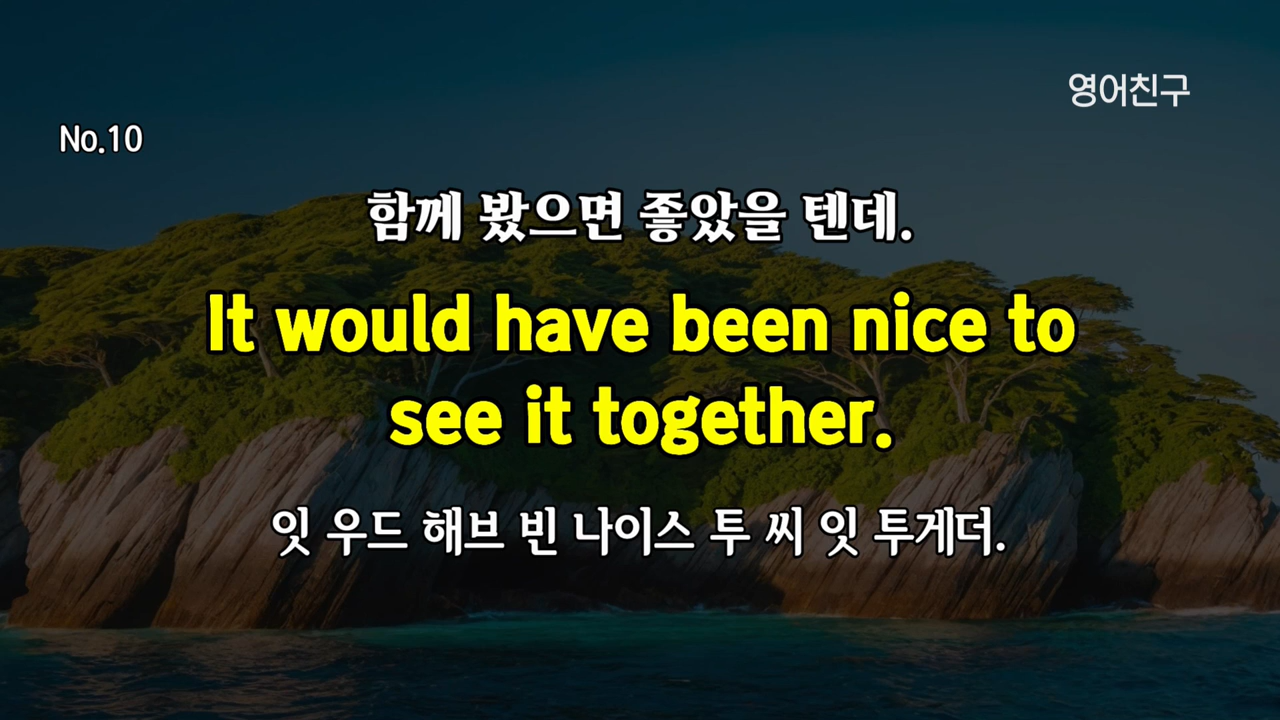 영어친구
No.10
함께 봤으면 좋았을 텐데.
It would have been nice to
see it together.
잇 우드 해브 빈 나이스 투 씨 잇 투게더.